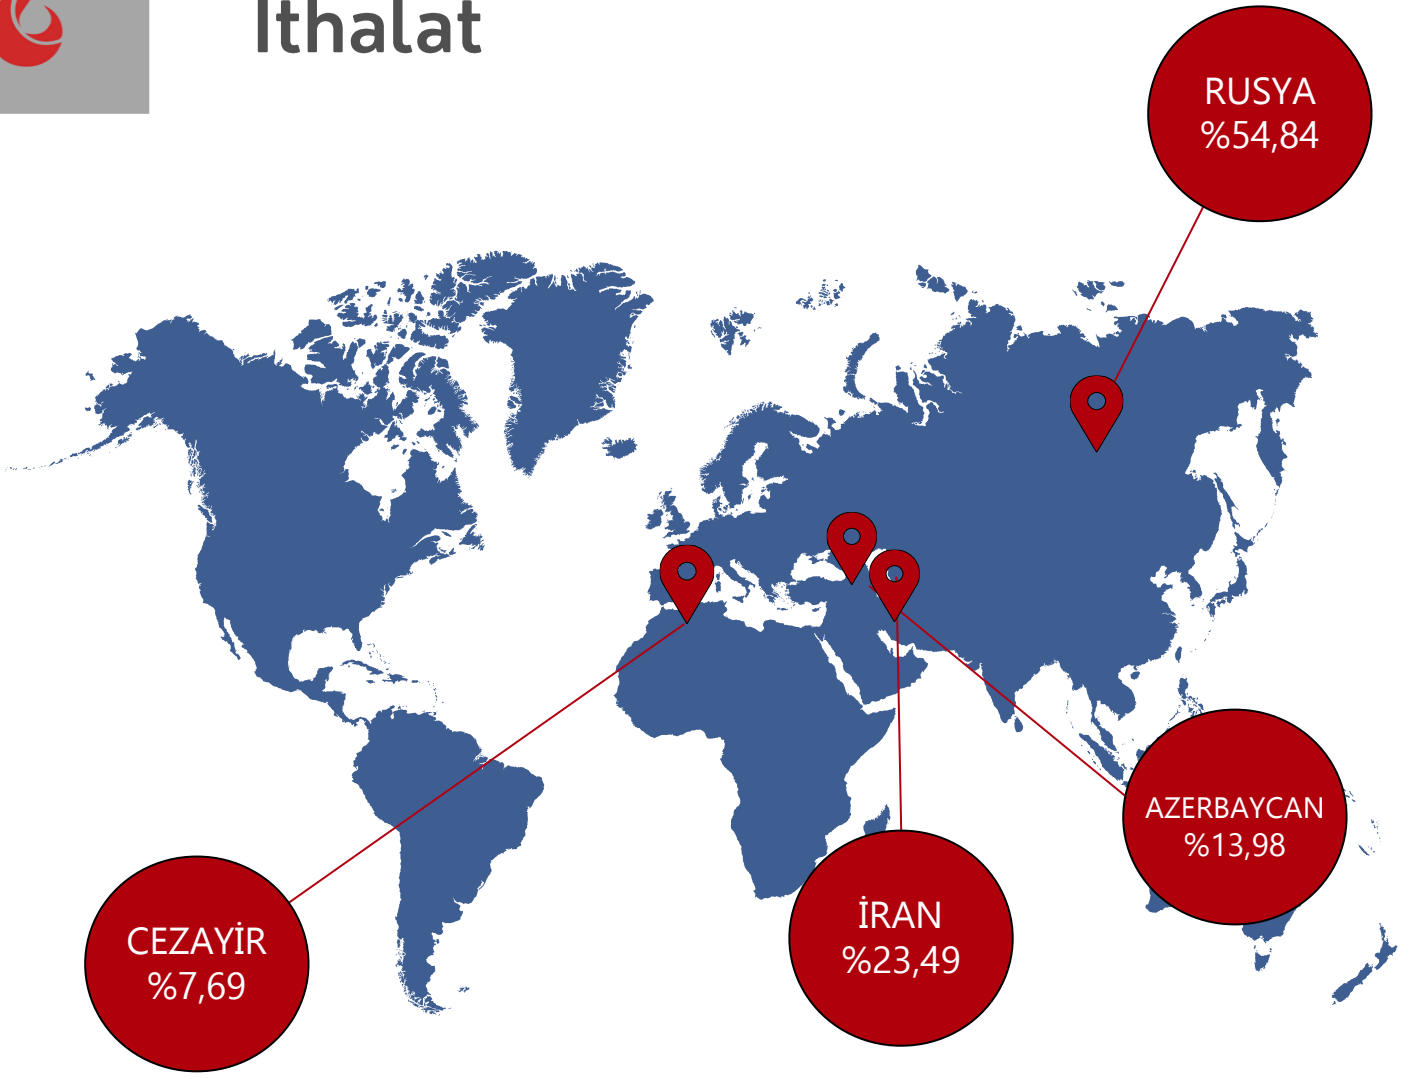 İthalat
RUSYA
%54,84
AZERBAYCAN
%13,98
İRAN
%23,49
CEZAYİR
%7,69